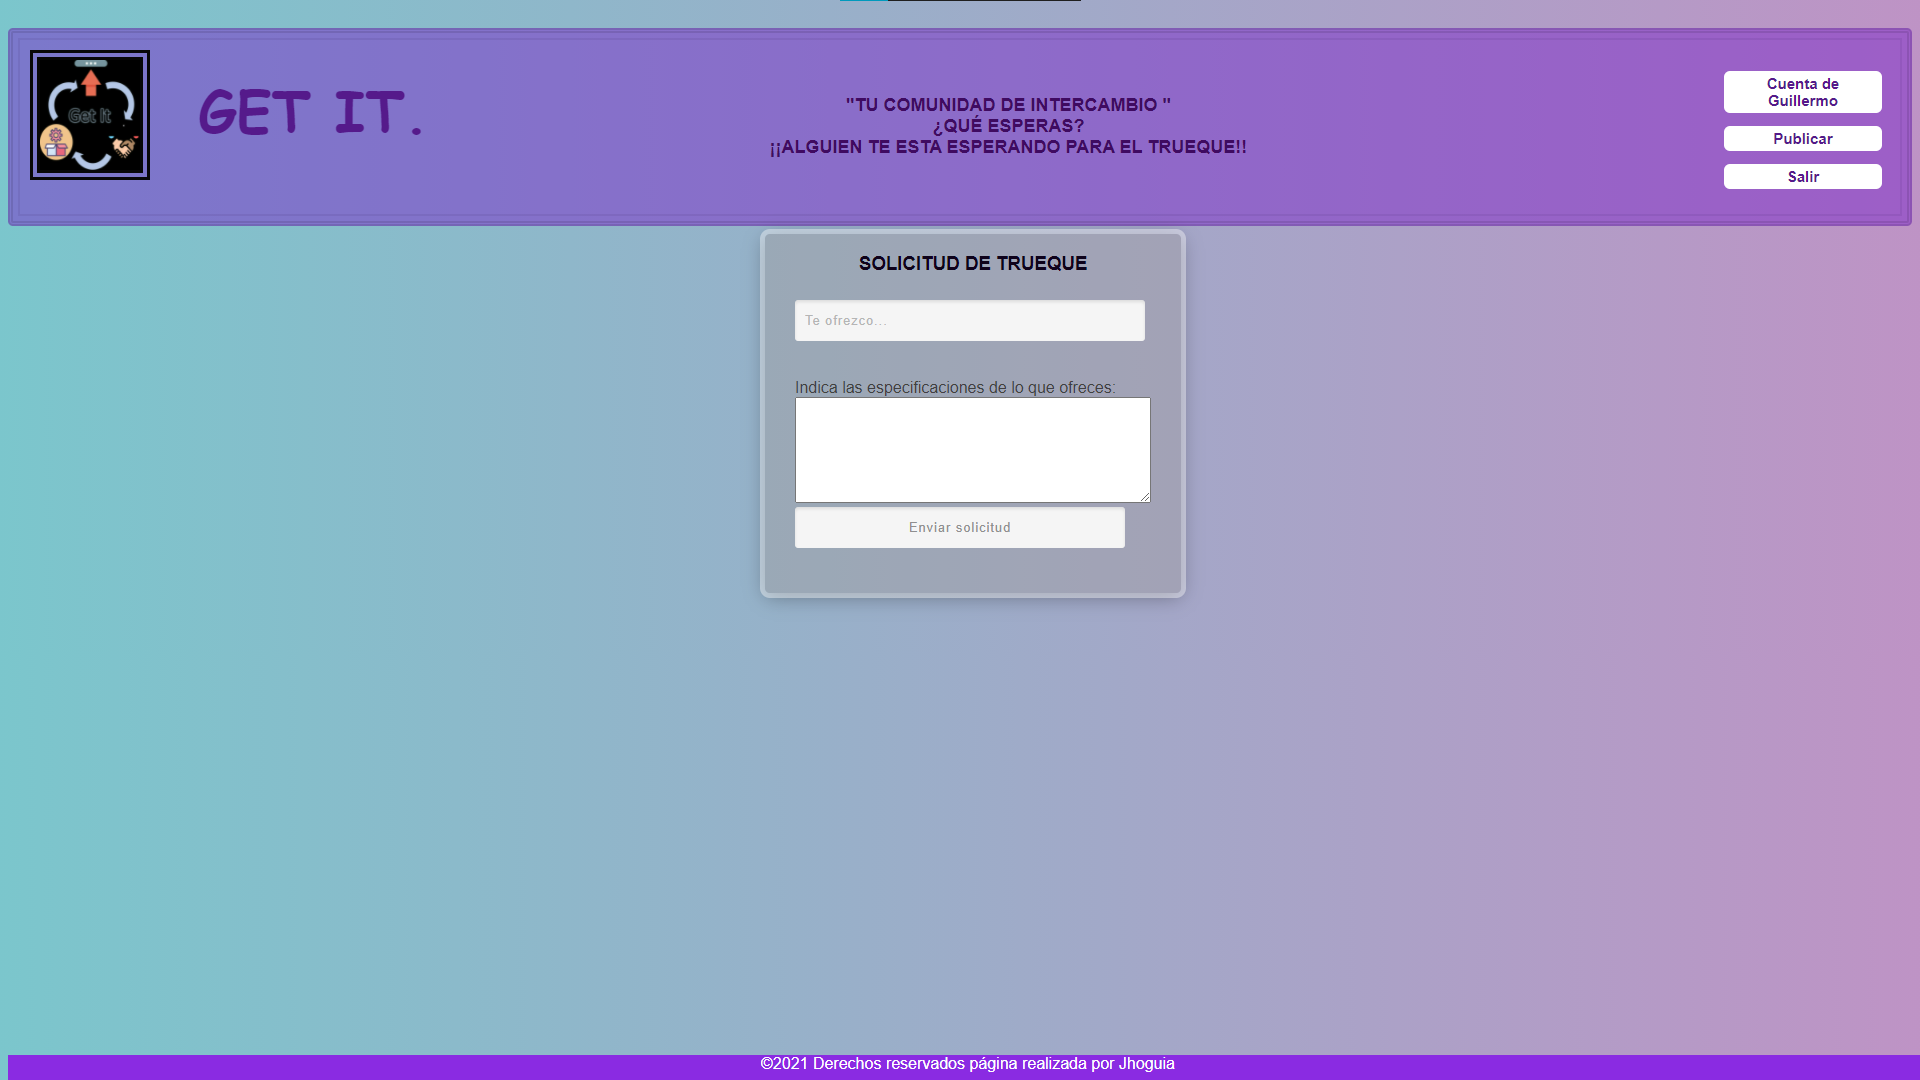 Get It
GET IT.
"TU COMUNIDAD DE INTERCAMBIO "
¿QUÉ ESPERAS?
¡¡ALGUIEN TE ESTA ESPERANDO PARA EL TRUEQUE!!
Cuenta de
Guillermo
Publicar
Salir
SOLICITUD DE TRUEQUE
Te ofrezco...
Indica las especificaciones de lo que ofreces:
Enviar solicitud
©2021 Derechos reservados página realizada por Jhoguia